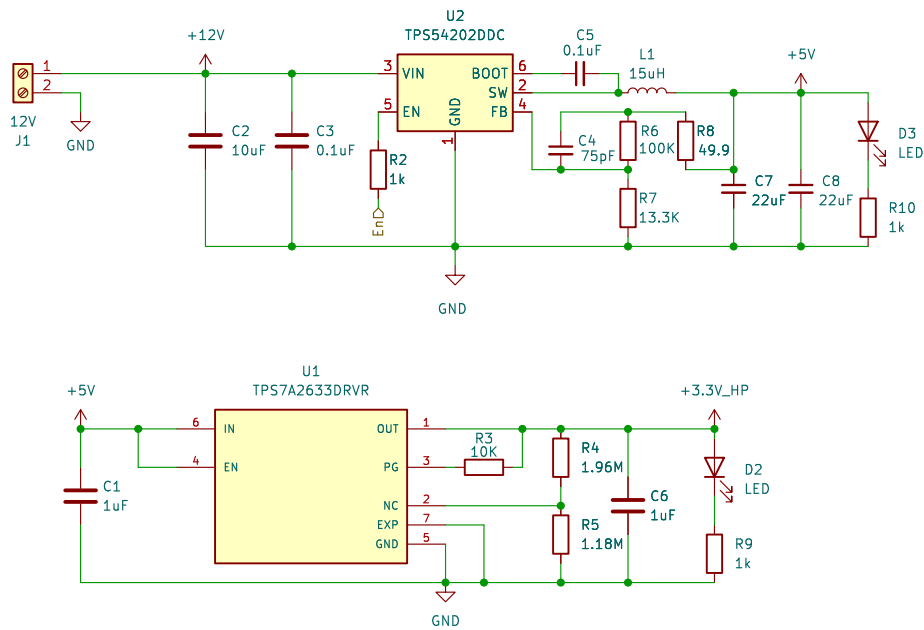 U2
TPS54202DDC
+12V
C5
0.1uF
L1
15uH
+5V
1
2
12V
J1
GND
3
VIN
BOOT
6
SW
2
5
EN
FB
4
GND
1
C2
10uF
C3
0.1uF
R2
1k
En
C4
75pF
R6
100K
R8
49.9
D3
LED
R7
13.3K
C7
22uF
C8
22uF
R10
1k
GND
U1
TPS7A2633DRVR
+5V
+3.3V_HP
6
IN
OUT
1
4
EN
PG
3
R3
10K
R4
1.96M
D2
LED
NC
2
EXP
7
GND
5
C1
1uF
C6
1uF
R5
1.18M
R9
1k
GND